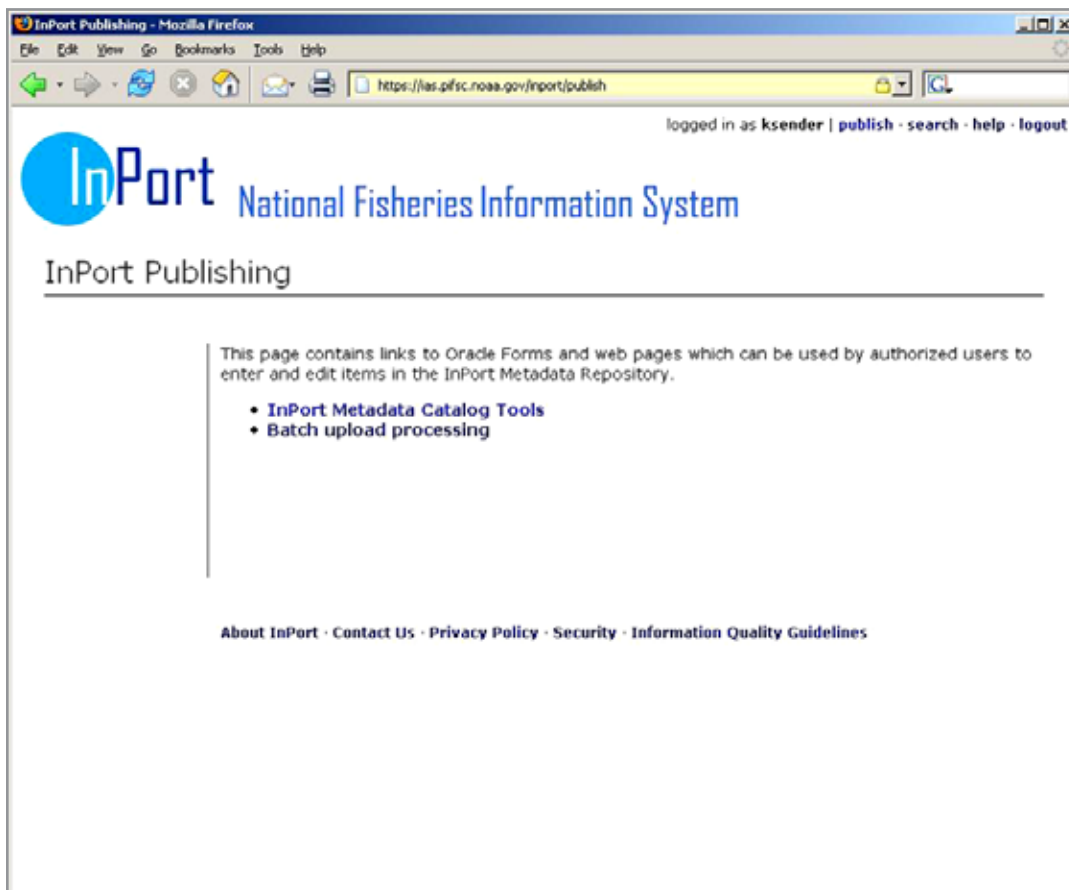 InPort Publishing - Mozilla Firefox
File Edit View Go Bookmarks Tools Help
https://ias.pifsc.noaa.gov/inport/publish
G
logged in as ksender | publish - search - help - logout
InPort National Fisheries Information System
InPort Publishing
This page contains links to Oracle Forms and web pages which can be used by authorized users to
enter and edit items in the InPort Metadata Repository.
• InPort Metadata Catalog Tools
• Batch upload processing
About InPort · Contact Us · Privacy Policy · Security · Information Quality Guidelines